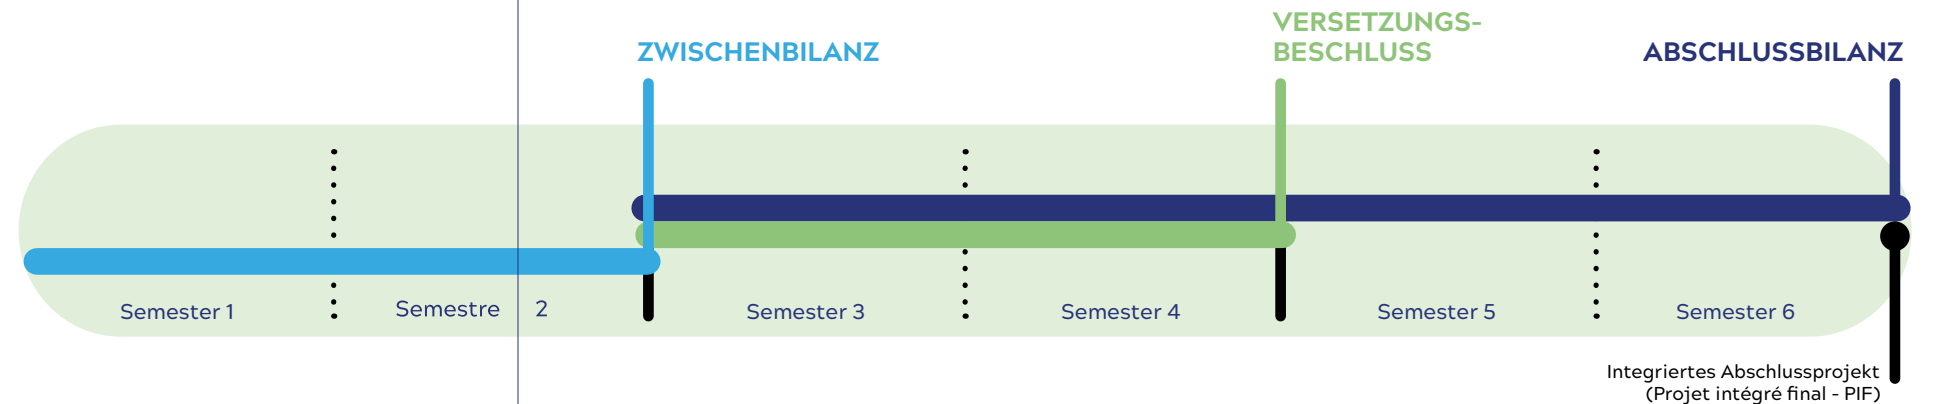 ZWISCHENBILANZ
VERSETZUNGS-
BESCHLUSS
ABSCHLUSSBILANZ
Semester 1
Semestre 2
Semester 3
Semester 4
Semester 5
Semester 6
Integriertes Abschlussprojekt
(Projet intégré final - PIF)